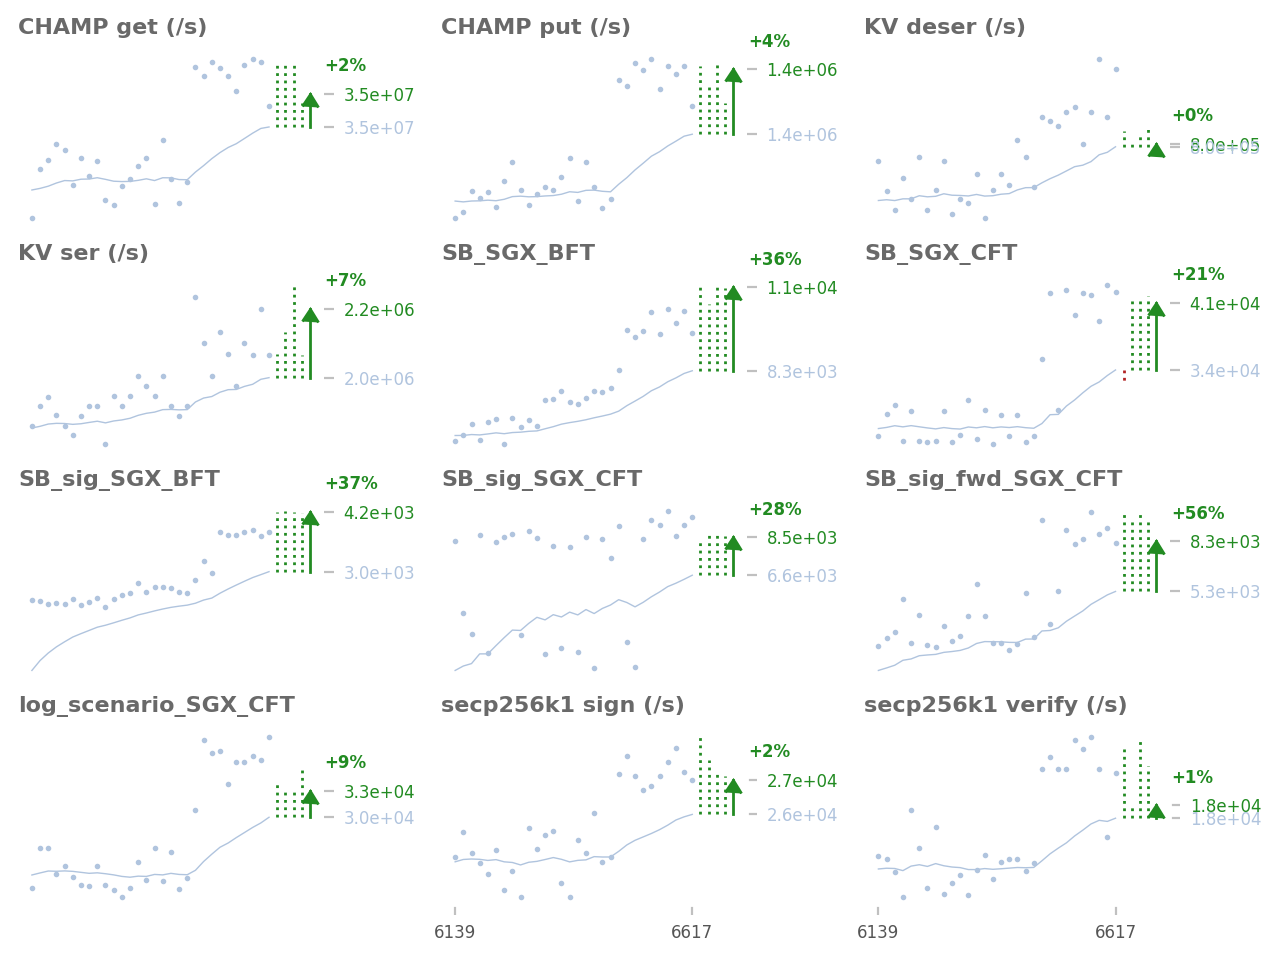 CHAMP get (/s)
+2%
3.5e+07
3.5e+07
CHAMP put (/s)
+4%
1.4e+06
1.4e+06
KV deser (/s)
+0%
8.0e+05
KV ser (/s)
+7%
2.2e+06
2.0e+06
SB_SGX_BFT
+36%
1.1e+04
8.3e+03
SB_SGX_CFT
+21%
4.1e+04
3.4e+04
SB_sig_SGX_BFT
+37%
4.2e+03
3.0e+03
SB_sig_SGX_CFT
+28%
8.5e+03
6.6e+03
SB_sig_fwd_SGX_CFT
+56%
8.3e+03
5.3e+03
log_scenario_SGX_CFT
+9%
3.3e+04
3.0e+04
secp256k1 sign (/s)
+2%
2.7e+04
2.6e+04
6139
6617
secp256k1 verify (/s)
+1%
1.8e+04
1.8e+04
6139
6617